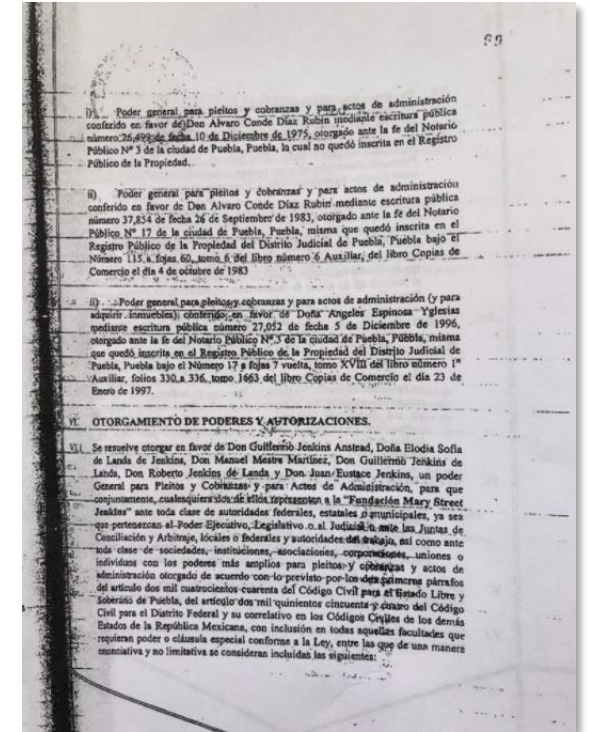 i) Poder general para pleitos y cobranzas y para actos de administración
conferido en favor de Don Alvaro Conde Díaz Rubín mediante escritura pública
número 26,499 de fecha 10 de Diciembre de 1975, otorgado ante la fe del Notario
Público Nº 3 de la ciudad de Puebla, Puebla, la cual no quedó inscrita en el Registro
Público de la Propiedad.
ii) Poder general para pleitos y cobranzas y para actos de administración
conferido en favor de Don Alvaro Conde Díaz Rubín mediante escritura pública
número 37,854 de fecha 26 de Septiembre de 1983, otorgado ante la fé del Notario
Público Nº 17 de la ciudad de Puebla, Puebla, misma que quedó inscrita en el
Registro Público de la Propiedad del Distrito Judicial de Puebla, Puebla bajo el
Número 115 a fojas 60, tomo 6 del libro número 6 Auxiliar, del libro Copias de
Comercio el día 4 de octubre de 1983
ii) Poder general para pleitos y cobranzas y para actos de administración (y para
adquirir inmuebles) conferido en favor de Doña Angeles Espinosa Yglesias
mediante escritura pública número 27,052 de fecha 5 de Diciembre de 1996,
otorgado ante la fe del Notario Público Nº 3 de la ciudad de Puebla, Puebla, misma
que quedó inscrita en el Registro Público de la Propiedad del Distrito Judicial de
Puebla, Puebla bajo el Número 17 a fojas 7 vuelta, tomo XVIII del libro número 1º
Auxiliar, folios 330 a 336, tomo 1663 del libro Copias de Comercio el día 23 de
Enero de 1997.
VI. OTORGAMIENTO DE PODERES Y AUTORIZACIONES.
VI.1 Se resuelve otorgar en favor de Don Guillermo Jenkins Anstead, Doña Elodia Sofía
de Landa de Jenkins, Don Manuel Mestre Martínez, Don Guillermo Jenkins de
Landa, Don Roberto Jenkins de Landa y Don Juan Eustace Jenkins, un poder
General para Pleitos y Cobranzas y para Actos de Administración, para que
conjuntamente, cualesquiera dos de ellos representen a la "Fundación Mary Street
Jenkins" ante toda clase de autoridades federales, estatales o municipales, ya sea
que pertenezcan al Poder Ejecutivo, Legislativo o al Judicial o ante las Juntas de
Conciliación y Arbitraje, locales o federales y autoridades del trabajo, así como ante
toda clase de sociedades, instituciones, asociaciones, corporaciones, uniones o
individuos con los poderes más amplios para pleitos y cobranzas y actos de
administración otorgado de acuerdo con lo previsto por los dos primeros párrafos
del artículo dos mil cuatrocientos cuarenta del Código Civil para el Estado Libre y
Soberano de Puebla, del artículo dos mil quinientos cincuenta y cuatro del Código
Civil para el Distrito Federal y su correlativo en los Códigos Civiles de los demás
Estados de la República Mexicana, con inclusión en todas aquellas facultades que
requieran poder o cláusula especial conforme a la Ley, entre las que de una manera
enunciativa y no limitativa se consideran incluidas las siguientes: